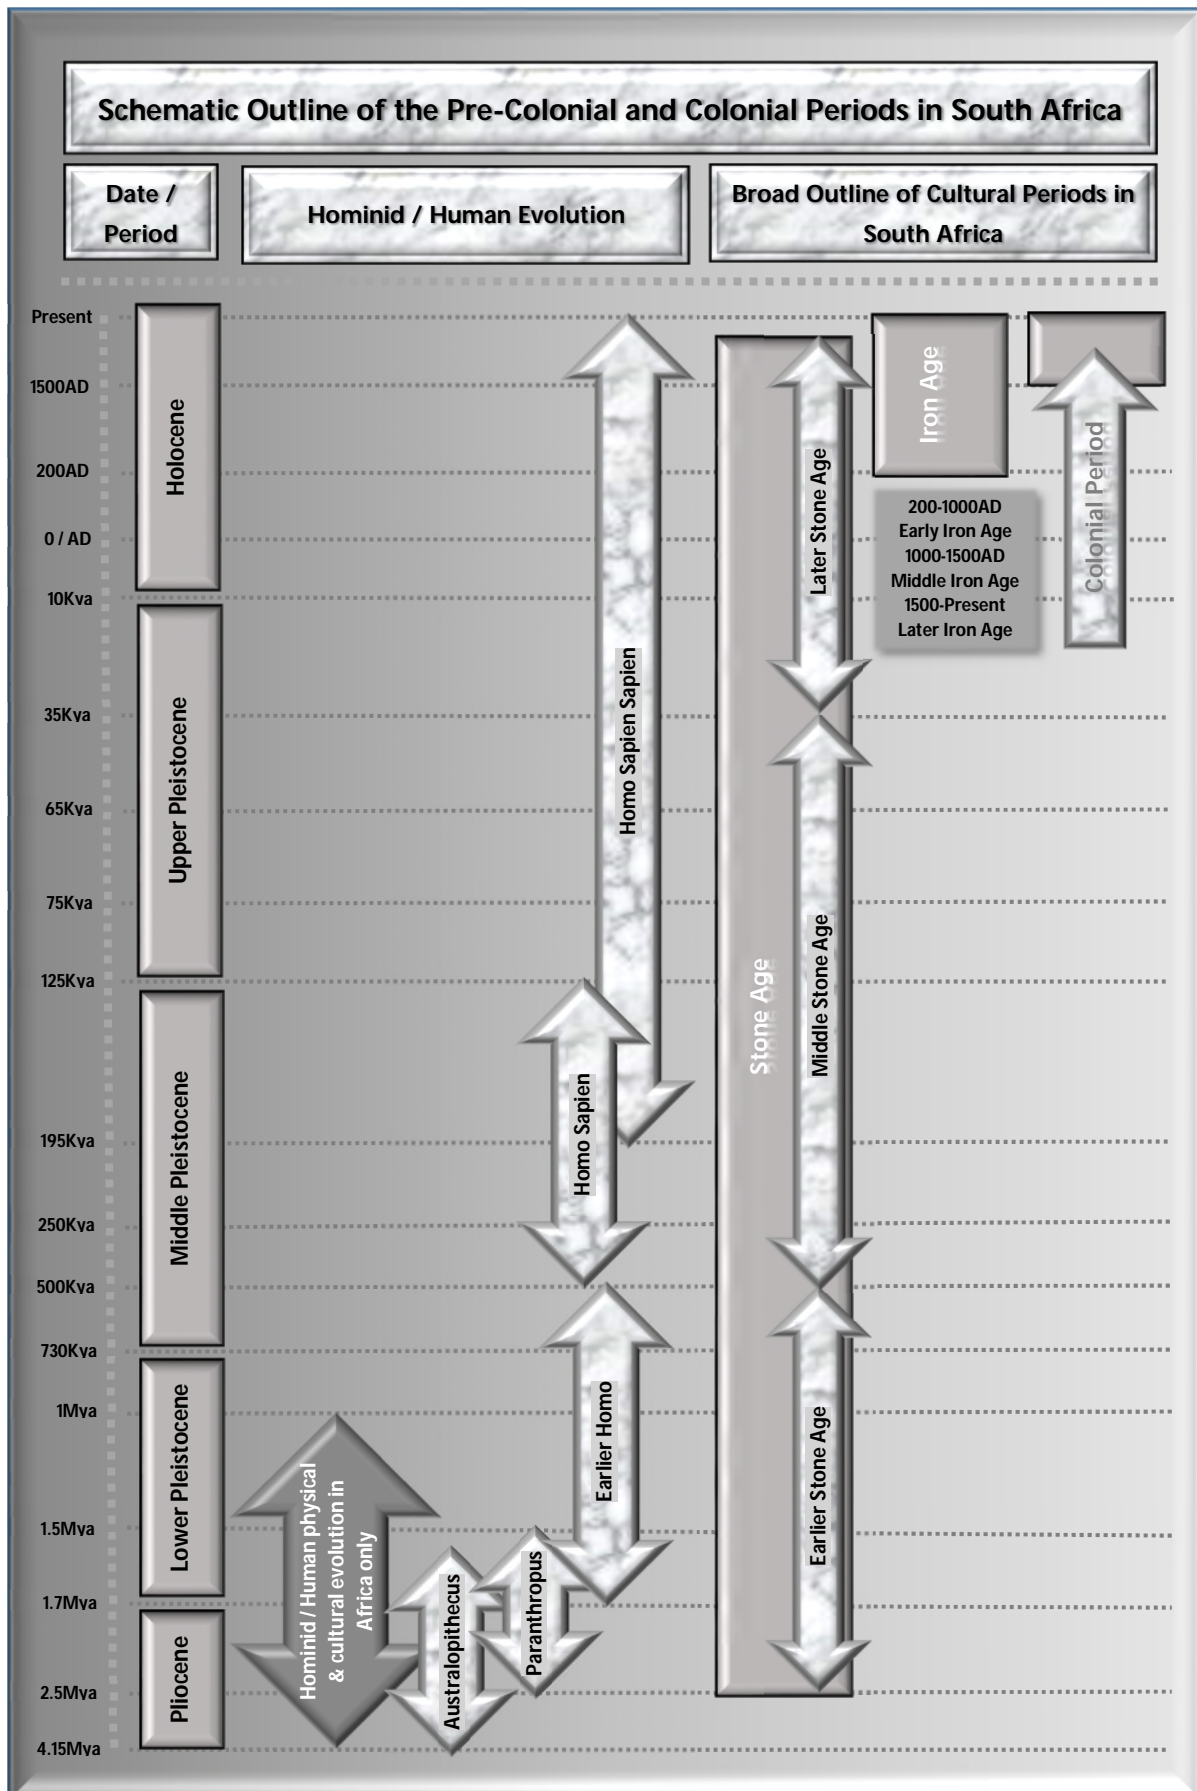 Schematic Outline of the Pre-Colonial and Colonial Periods in South Africa
Date /
Period
Hominid / Human Evolution
Broad Outline of Cultural Periods in
South Africa
Present
1500AD
200AD
0 / AD
10Kya
35Kya
65Kya
75Kya
125Kya
195Kya
250Kya
500Kya
730Kya
1Mya
1.5Mya
1.7Mya
2.5Mya
4.15Mya
Holocene
Upper Pleistocene
Middle Pleistocene
Lower Pleistocene
Pliocene
Hominid / Human physical
& cultural evolution in
Africa only
Australopithecus
Paranthropus
Earlier Homo
Homo Sapien
Homo Sapien Sapien
Stone Age
Later Stone Age
Middle Stone Age
Earlier Stone Age
Iron Age
200-1000AD
Early Iron Age
1000-1500AD
Middle Iron Age
1500-Present
Later Iron Age
Colonial Period